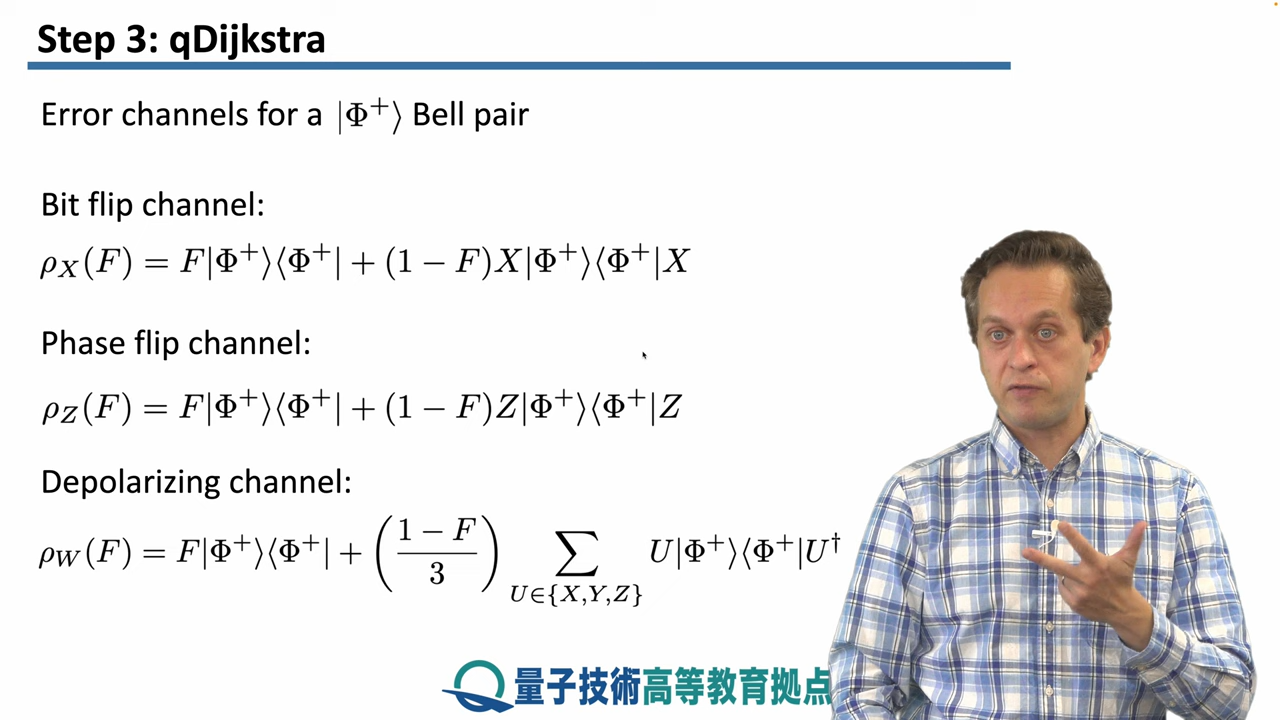 Step 3: qDijkstra
Error channels for a |Φ⁺⟩ Bell pair
Bit flip channel:
ρ_X(F) = F|Φ⁺⟩⟨Φ⁺| + (1 − F)X|Φ⁺⟩⟨Φ⁺|X
Phase flip channel:
ρ_Z(F) = F|Φ⁺⟩⟨Φ⁺| + (1 − F)Z|Φ⁺⟩⟨Φ⁺|Z
Depolarizing channel:
ρ_W(F) = F|Φ⁺⟩⟨Φ⁺| + ((1 − F)/3) ∑_{U∈{X,Y,Z}} U|Φ⁺⟩⟨Φ⁺|U†
量子技術高等教育拠点